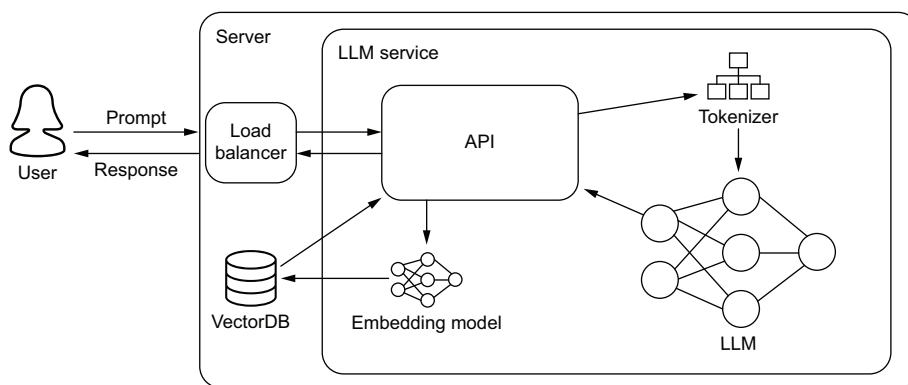 Server
LLM service
Prompt
Load
balancer
API
Tokenizer
User
Response
VectorDB
Embedding model
LLM